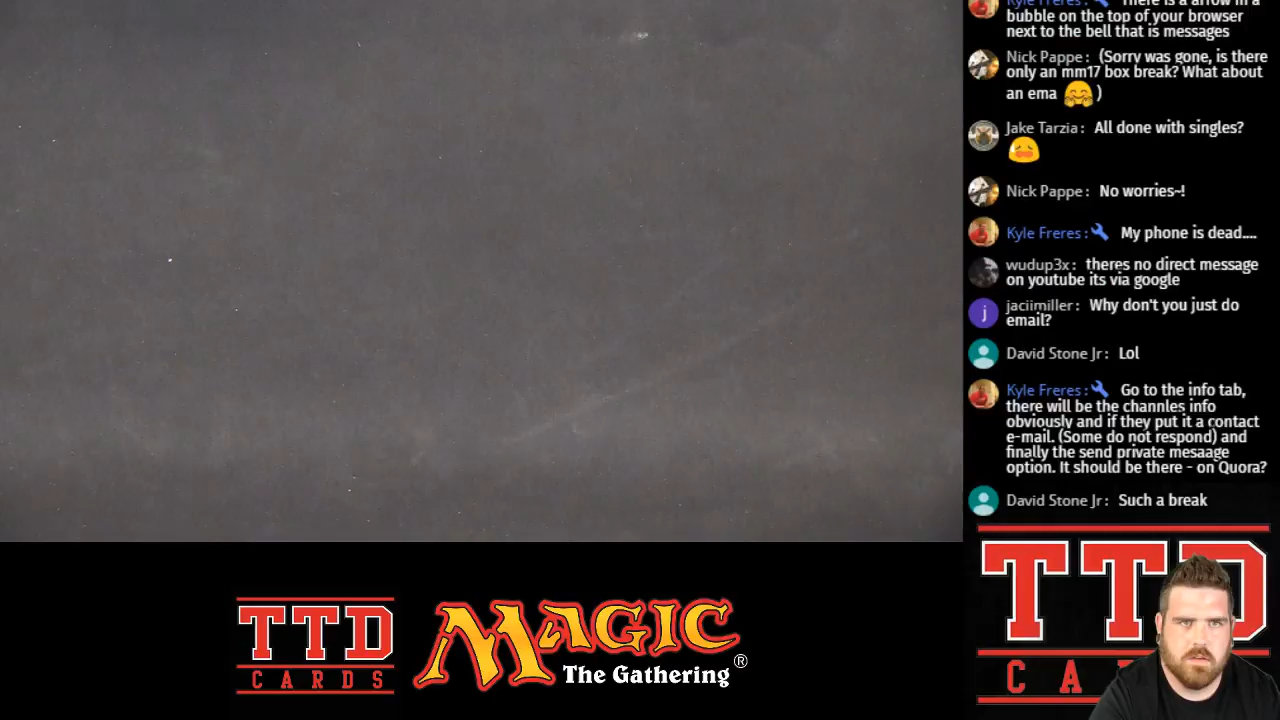 Kyle Freres: There is a arrow in a
bubble on the top of your browser
next to the bell that is messages
Nick Pappe: (Sorry was gone, is there
only an mm17 box break? What about
an ema 🤗)
Jake Tarzia: All done with singles?
😩
Nick Pappe: No worries~!
Kyle Freres: My phone is dead....
wudup3x: theres no direct message
on youtube its via google
j jaciimiller: Why don't you just do
email?
David Stone Jr: Lol
Kyle Freres: Go to the info tab,
there will be the channles info
obviously and if they put it a contact
e-mail. (Some do not respond) and
finally the send private mesaage
option. It should be there - on Quora?
David Stone Jr: Such a break
TTD
CA
TTD
CARDS
MAGIC
The Gathering®